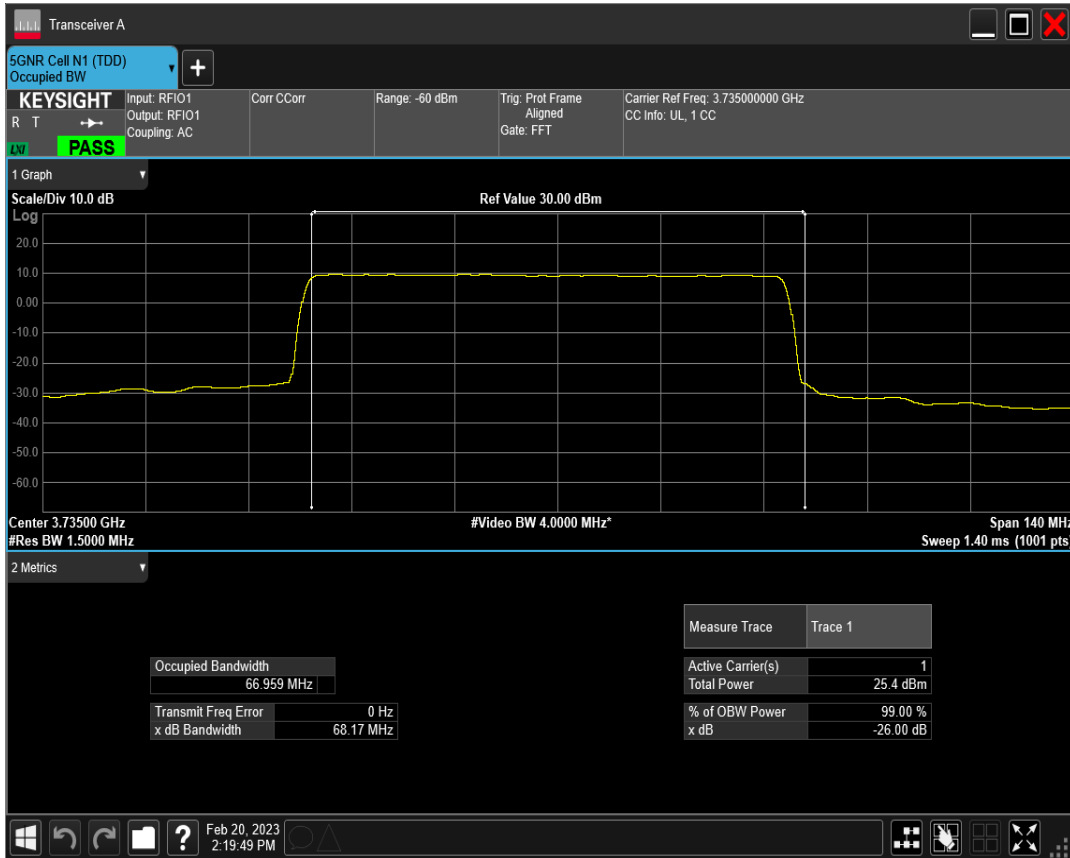 Transceiver A
5GNR Cell N1 (TDD)
Occupied BW
+
KEYSIGHT
R T
LXI
PASS
Input: RFIO1
Output: RFIO1
Coupling: AC
Corr CCorr
Range: -60 dBm
Trig: Prot Frame
Aligned
Gate: FFT
Carrier Ref Freq: 3.735000000 GHz
CC Info: UL, 1 CC
1 Graph
Scale/Div 10.0 dB
Ref Value 30.00 dBm
Log
20.0
10.0
0.00
-10.0
-20.0
-30.0
-40.0
-50.0
-60.0
Center 3.73500 GHz
#Video BW 4.0000 MHz*
Span 140 MHz
#Res BW 1.5000 MHz
Sweep 1.40 ms (1001 pts)
2 Metrics
Measure Trace Trace 1
Occupied Bandwidth
66.959 MHz
Transmit Freq Error 0 Hz
x dB Bandwidth 68.17 MHz
Active Carrier(s) 1
Total Power 25.4 dBm
% of OBW Power 99.00 %
x dB -26.00 dB
?
Feb 20, 2023
2:19:49 PM